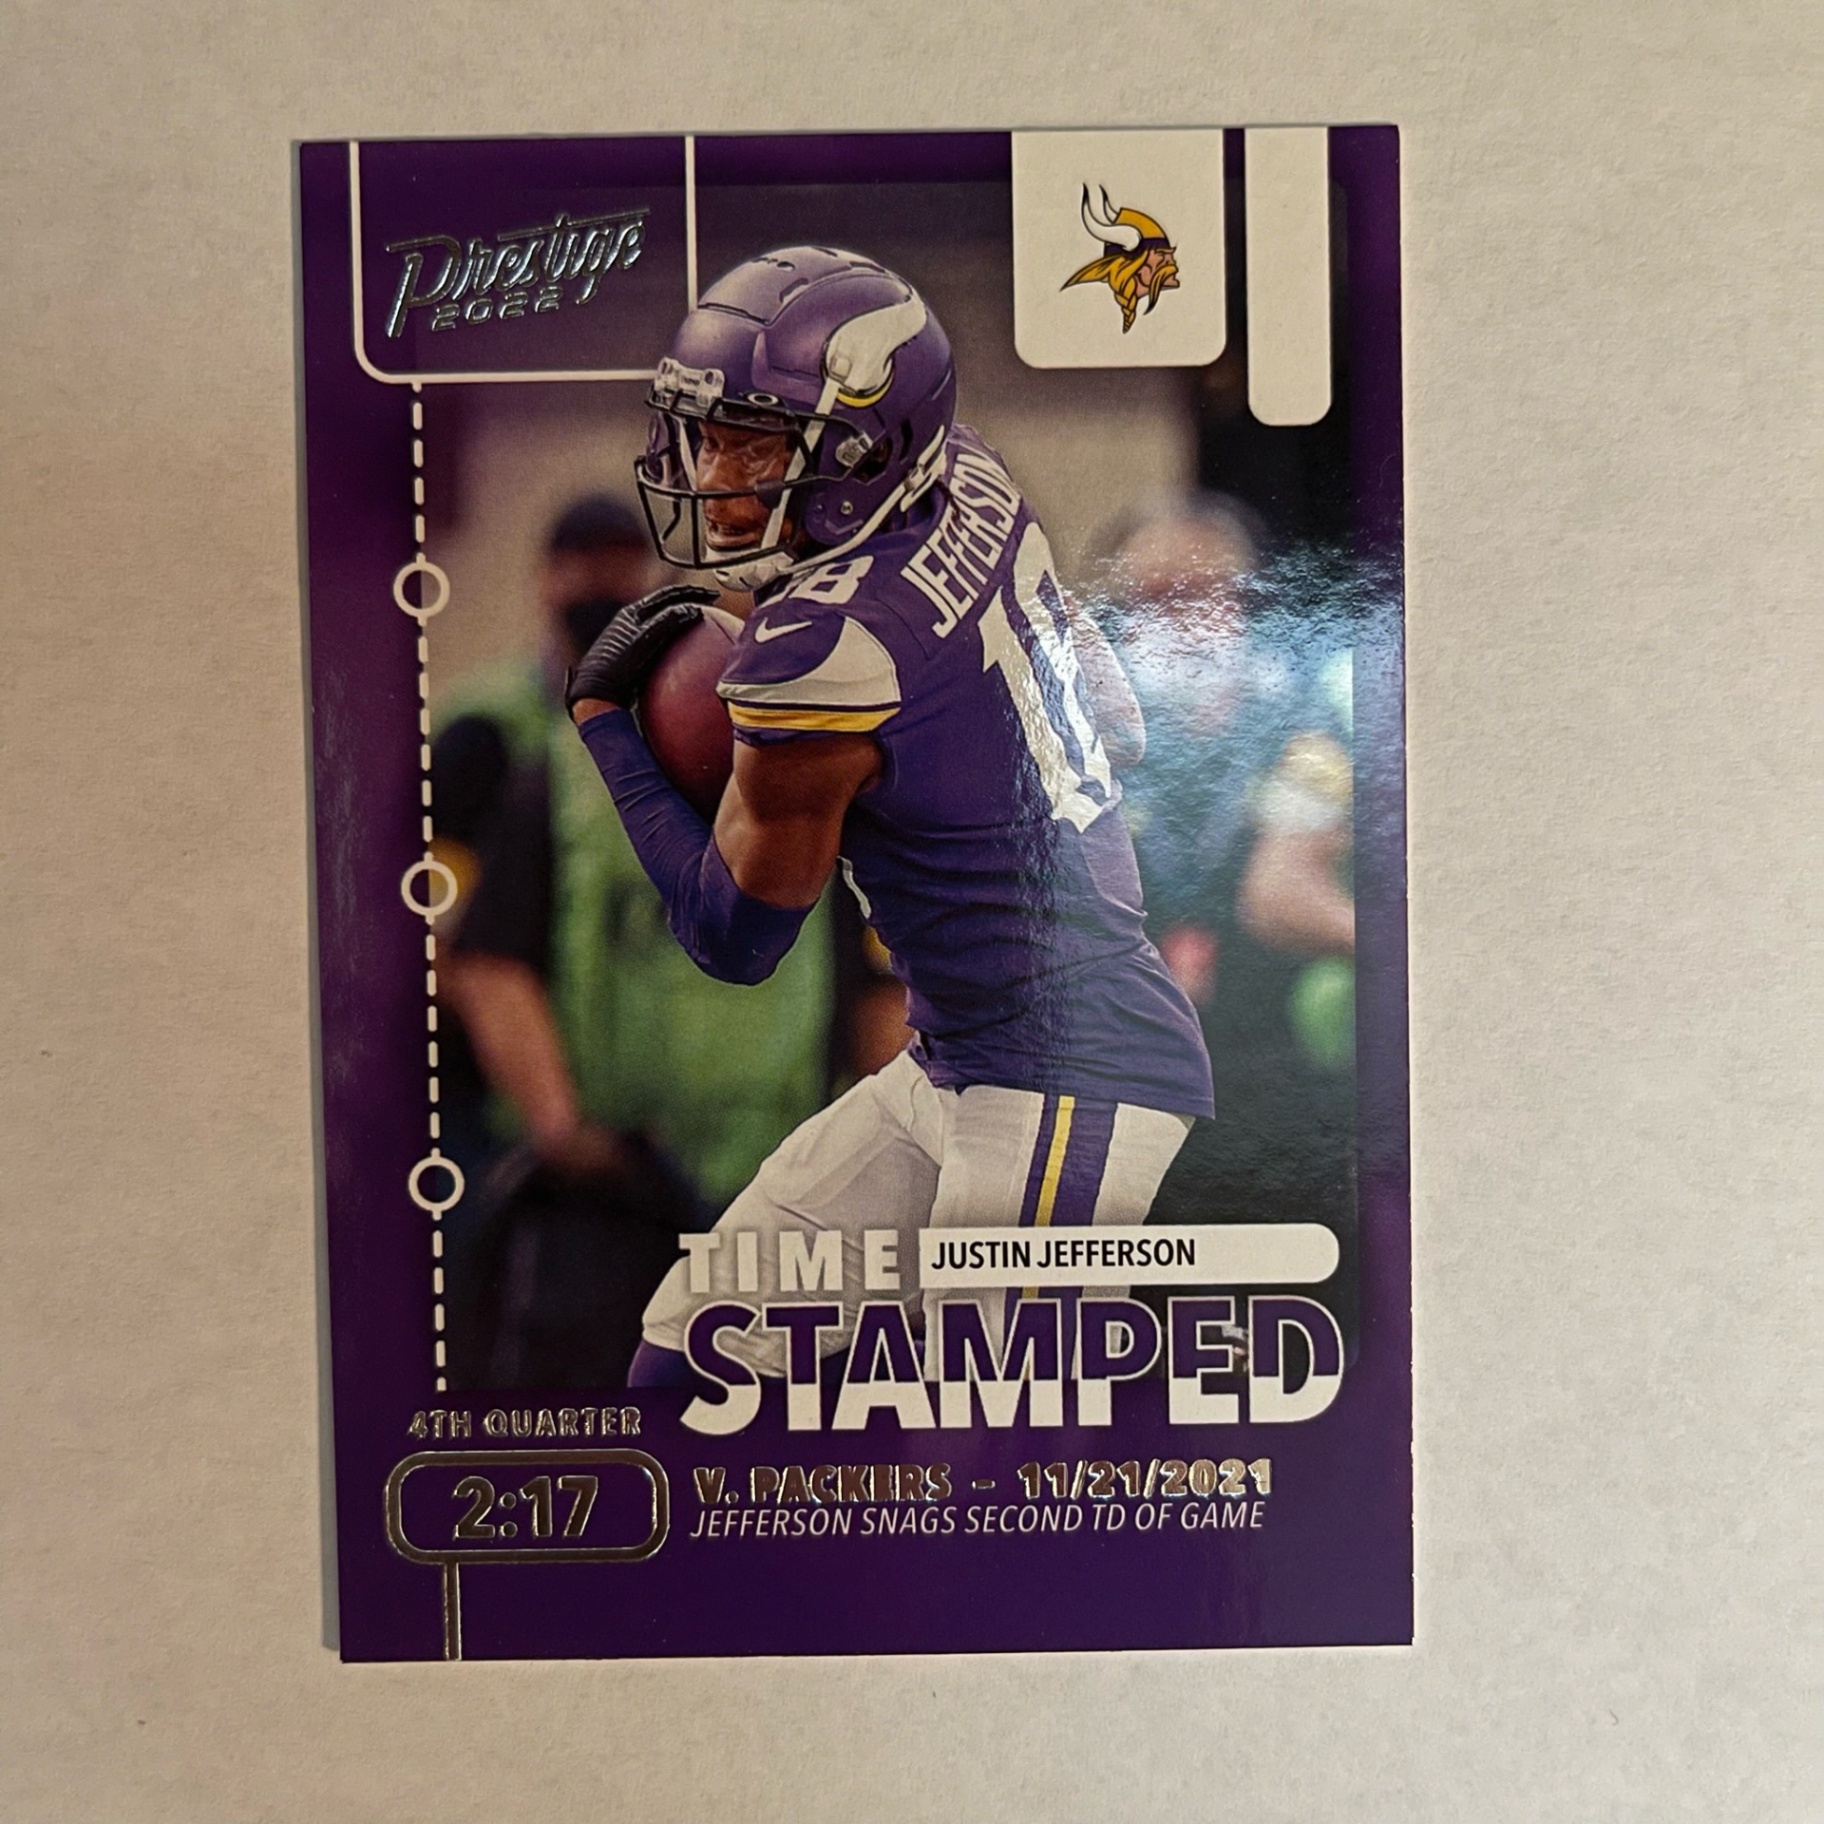 Prestige
2022
JEFFERSON
18
18
TIME
JUSTIN JEFFERSON
STAMPED
4TH QUARTER
2:17
V. PACKERS - 11/21/2021
JEFFERSON SNAGS SECOND TD OF GAME